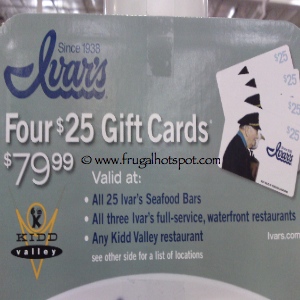 Since 1938
Ivar's
Four $25 Gift Cards
$79.99
www.frugalhotspot.com
Valid at:
• All 25 Ivar's Seafood Bars
• All three Ivar's full-service, waterfront restaurants
• Any Kidd Valley restaurant
see other side for a list of locations
KIDD
valley
$25
$25
$25
$25
Ivar's
Ivars.com